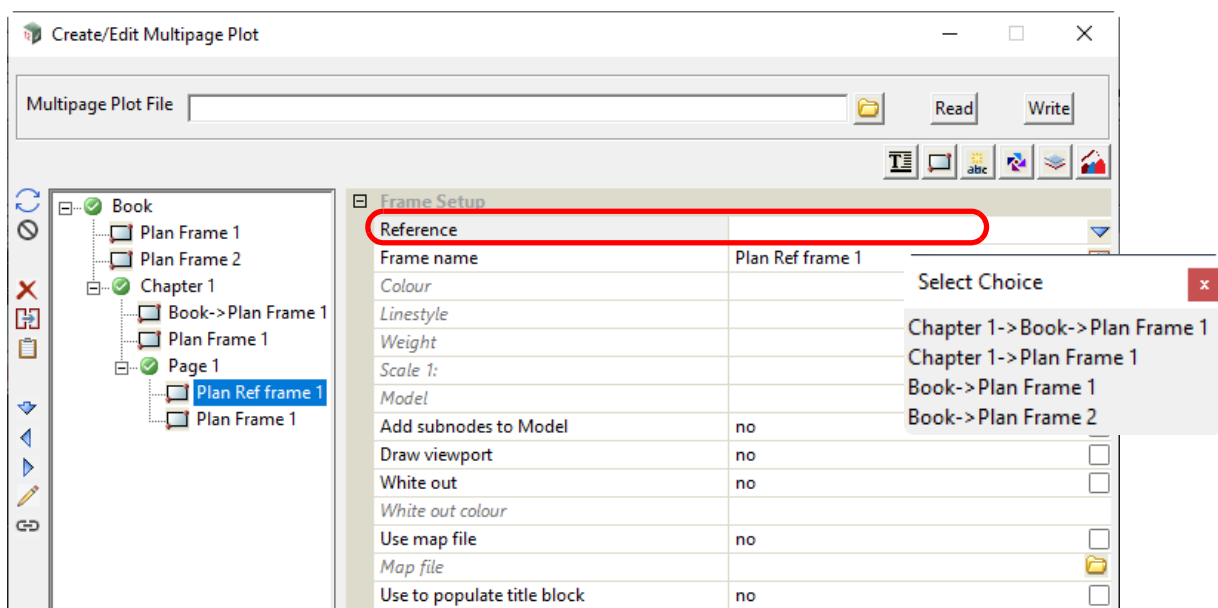 Create/Edit Multipage Plot
Multipage Plot File
Read
Write
T
abc
Book
Plan Frame 1
Plan Frame 2
Chapter 1
Book->Plan Frame 1
Plan Frame 1
Page 1
Plan Ref frame 1
Plan Frame 1
Frame Setup
Reference
Frame name Plan Ref frame 1
Colour
Linestyle
Weight
Scale 1:
Model
Add subnodes to Model no
Draw viewport no
White out no
White out colour
Use map file no
Map file
Use to populate title block no
Select Choice
x
Chapter 1->Book->Plan Frame 1
Chapter 1->Plan Frame 1
Book->Plan Frame 1
Book->Plan Frame 2